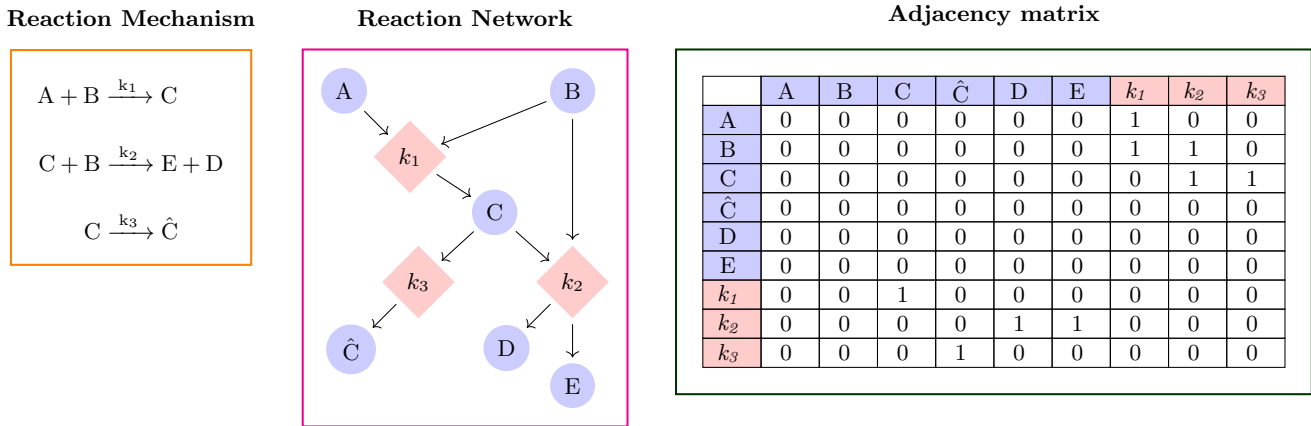 Reaction Mechanism
A + B k₁→ C
C + B k₂→ E + D
C k₃→ Ĉ
Reaction Network
A
B
k₁
C
k₃
k₂
Ĉ
D
E
Adjacency matrix
A B C Ĉ D E k₁ k₂ k₃
A 0 0 0 0 0 0 1 0 0
B 0 0 0 0 0 0 1 1 0
C 0 0 0 0 0 0 0 1 1
Ĉ 0 0 0 0 0 0 0 0 0
D 0 0 0 0 0 0 0 0 0
E 0 0 0 0 0 0 0 0 0
k₁ 0 0 1 0 0 0 0 0 0
k₂ 0 0 0 0 1 1 0 0 0
k₃ 0 0 0 1 0 0 0 0 0